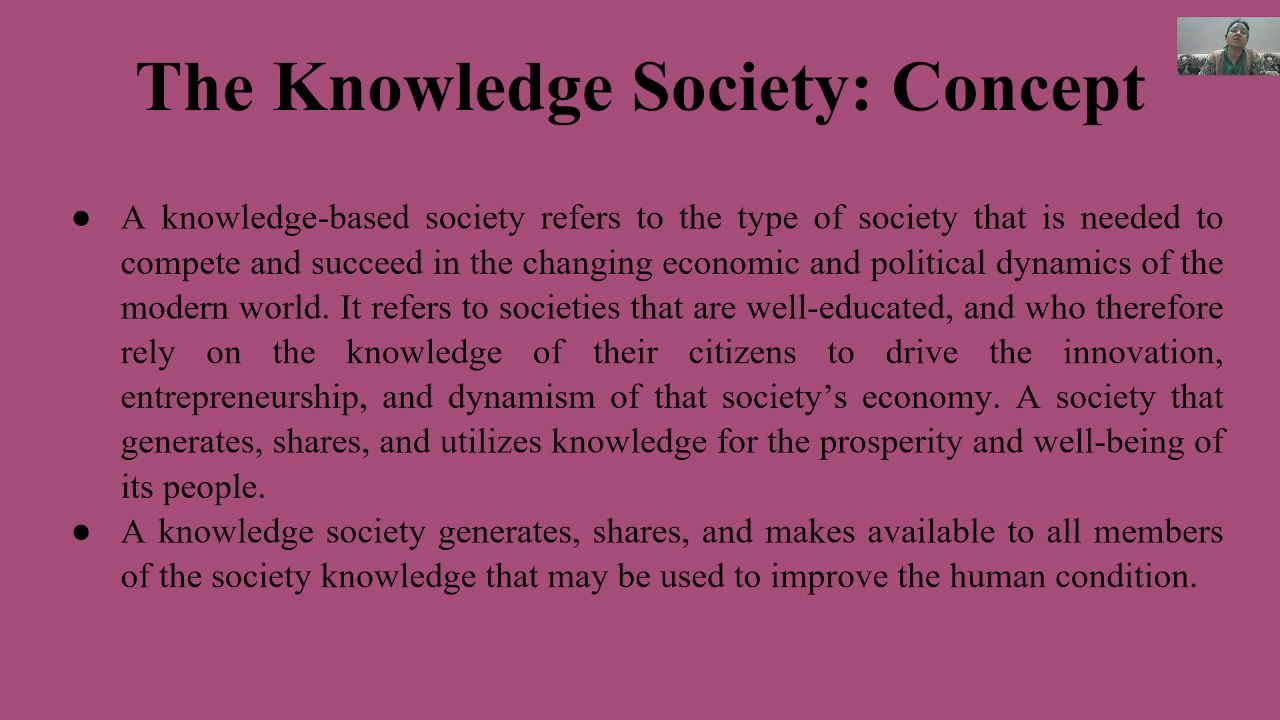 The Knowledge Society: Concept
● A knowledge-based society refers to the type of society that is needed to
compete and succeed in the changing economic and political dynamics of the
modern world. It refers to societies that are well-educated, and who therefore
rely on the knowledge of their citizens to drive the innovation,
entrepreneurship, and dynamism of that society’s economy. A society that
generates, shares, and utilizes knowledge for the prosperity and well-being of
its people.
● A knowledge society generates, shares, and makes available to all members
of the society knowledge that may be used to improve the human condition.